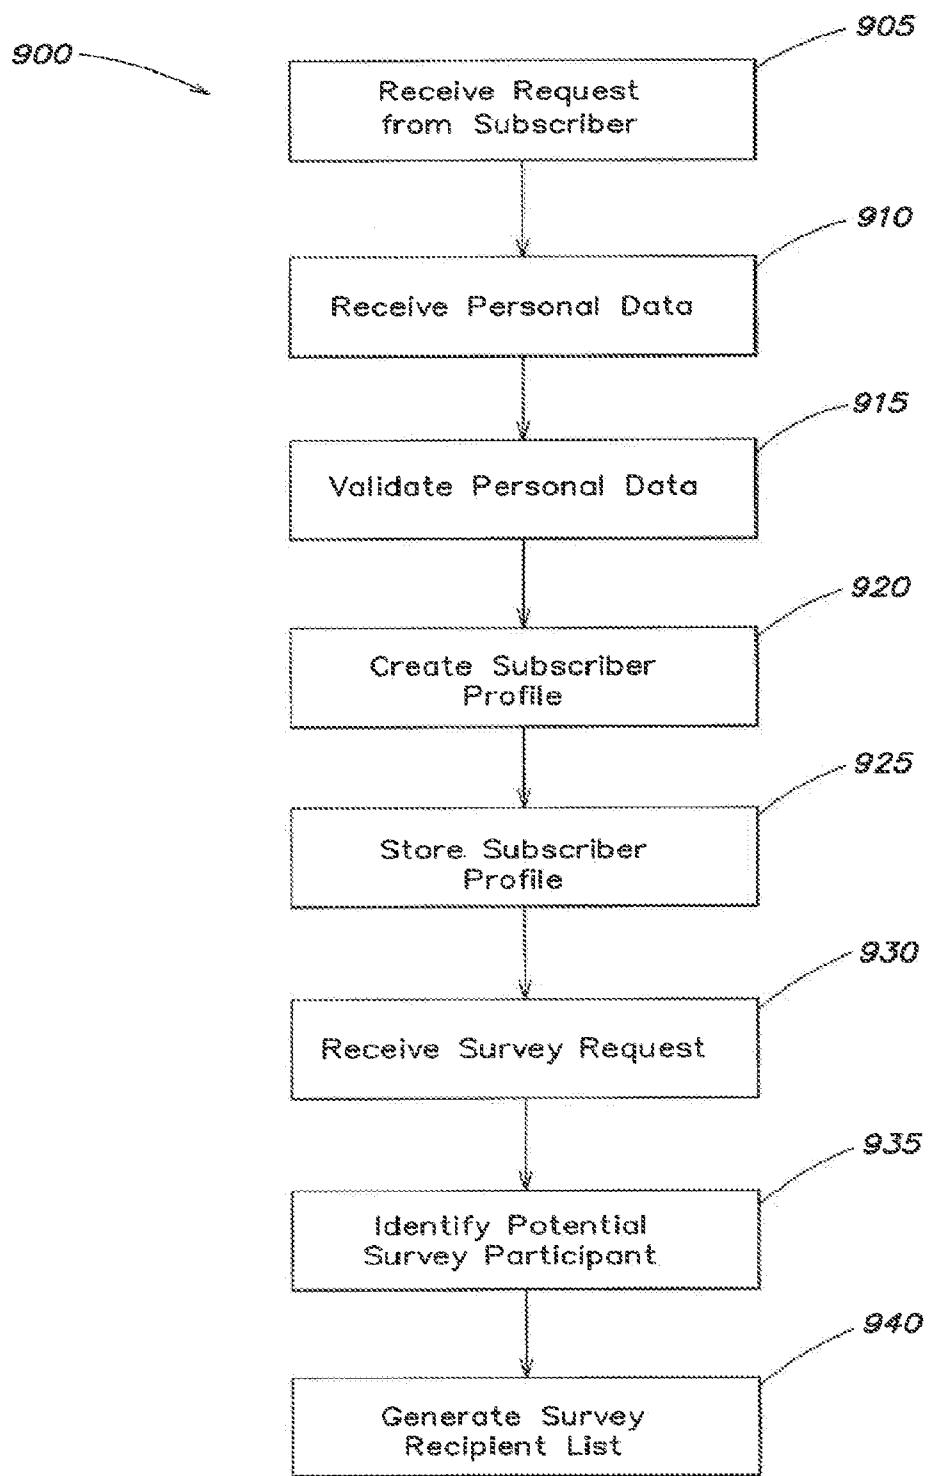 900
905
Receive Request
from Subscriber
910
Receive Personal Data
915
Validate Personal Data
920
Create Subscriber
Profile
925
Store Subscriber
Profile
930
Receive Survey Request
935
Identify Potential
Survey Participant
940
Generate Survey
Recipient List